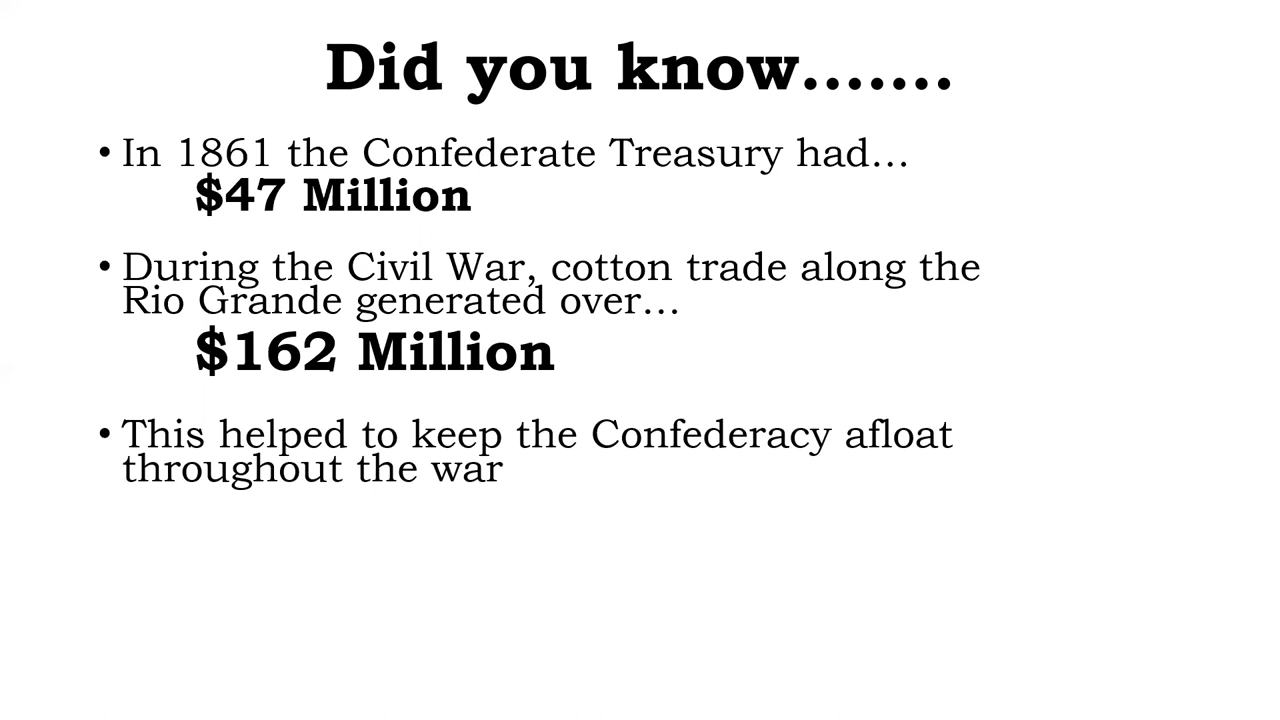 Did you know.......
• In 1861 the Confederate Treasury had…
$47 Million
• During the Civil War, cotton trade along the
Rio Grande generated over…
$162 Million
• This helped to keep the Confederacy afloat
throughout the war